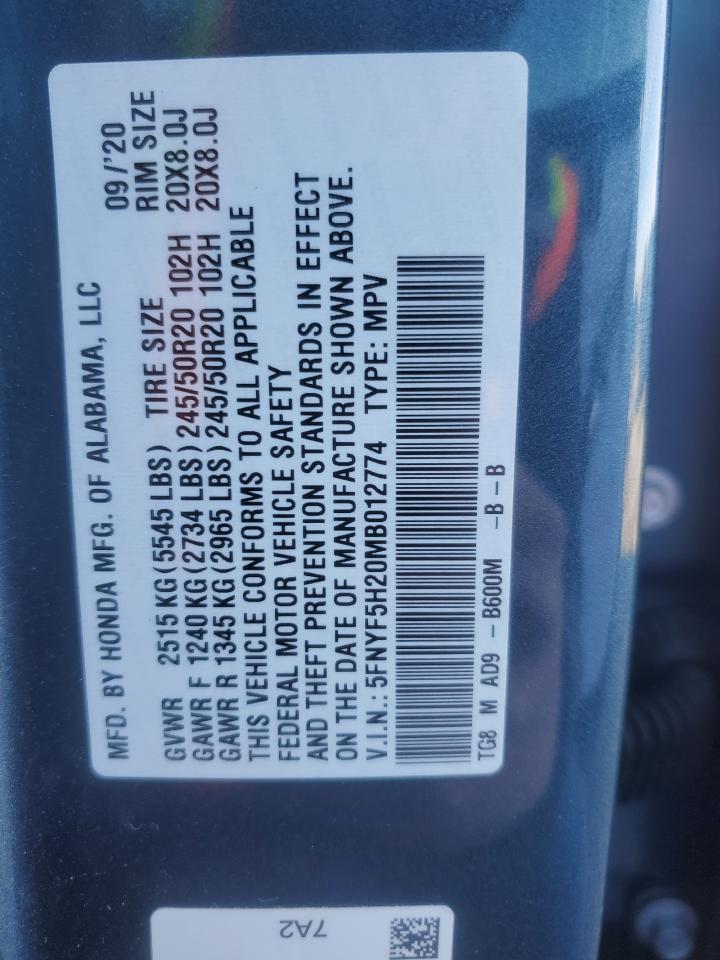 MFD. BY HONDA MFG. OF ALABAMA, LLC 09/'20
GVWR 2515 KG (5545 LBS) TIRE SIZE RIM SIZE
GAWR F 1240 KG (2734 LBS) 245/50R20 102H 20X8.0J
GAWR R 1345 KG (2965 LBS) 245/50R20 102H 20X8.0J
THIS VEHICLE CONFORMS TO ALL APPLICABLE
FEDERAL MOTOR VEHICLE SAFETY
AND THEFT PREVENTION STANDARDS IN EFFECT
ON THE DATE OF MANUFACTURE SHOWN ABOVE.
V.I.N.: 5FNYF5H20MB012774 TYPE: MPV
TG8 M AD9 - B600M - B - B
7A2